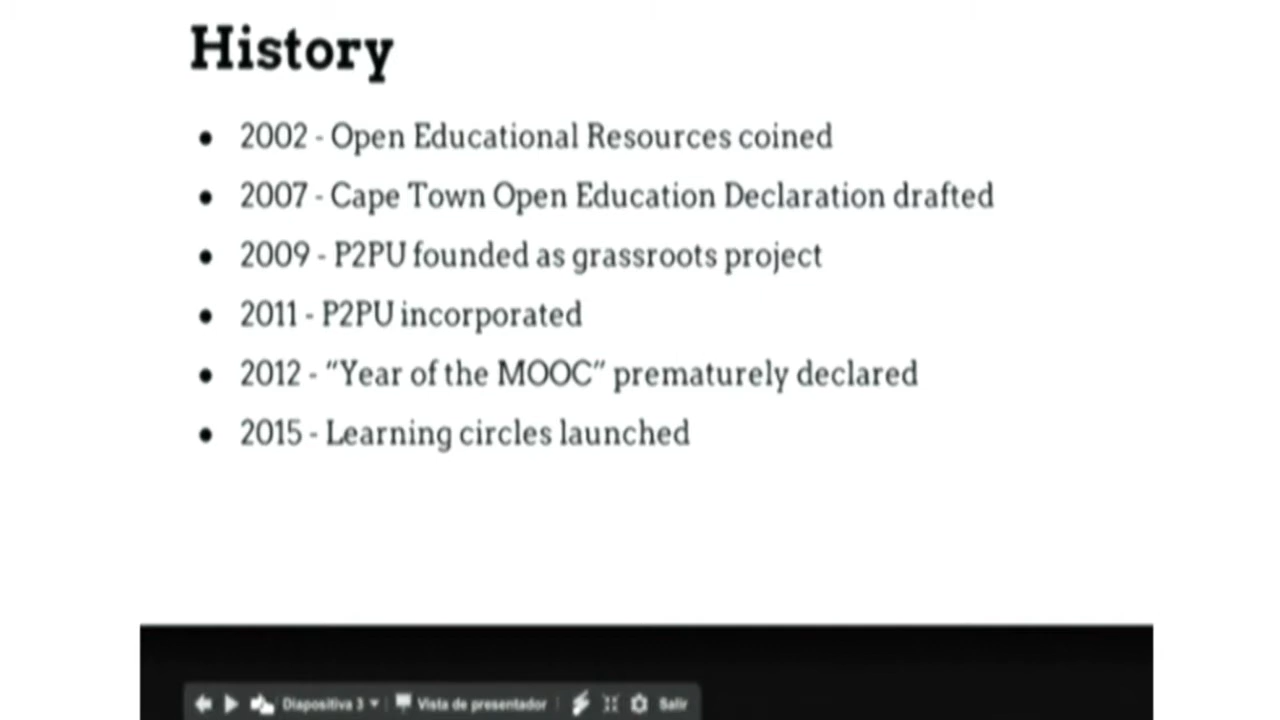 History
• 2002 - Open Educational Resources coined
• 2007 - Cape Town Open Education Declaration drafted
• 2009 - P2PU founded as grassroots project
• 2011 - P2PU incorporated
• 2012 - “Year of the MOOC” prematurely declared
• 2015 - Learning circles launched
Diapositiva 3 Vista de presentador Salir